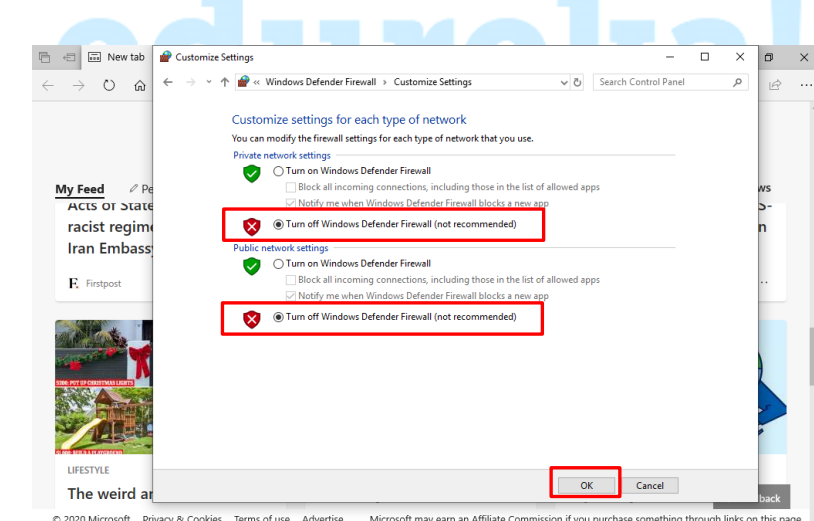 edureka!
New tab
Customize Settings
« Windows Defender Firewall › Customize Settings
Search Control Panel
Customize settings for each type of network
You can modify the firewall settings for each type of network that you use.
Private network settings
Turn on Windows Defender Firewall
Block all incoming connections, including those in the list of allowed apps
Notify me when Windows Defender Firewall blocks a new app
Turn off Windows Defender Firewall (not recommended)
Public network settings
Turn on Windows Defender Firewall
Block all incoming connections, including those in the list of allowed apps
Notify me when Windows Defender Firewall blocks a new app
Turn off Windows Defender Firewall (not recommended)
OK
Cancel
My Feed
Acts of State
racist regime
Iran Embassy
F. Firstpost
LIFESTYLE
The weird
© 2020 Microsoft Privacy & Cookies Terms of use Advertise Microsoft may earn an Affiliate Commission if you purchase something through links on this page